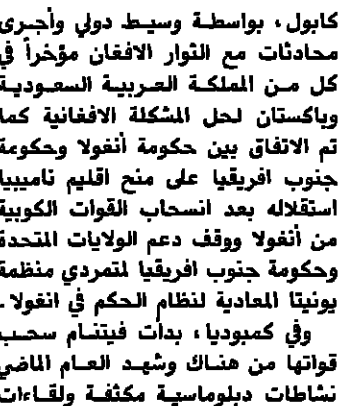 كابول، بواسطة وسيط دولي وأجرى
محادثات مع الثوار الافغان مؤخراً في
كل من المملكة العربية السعودية
وباكستان لحل المشكلة الافغانية كما
تم الاتفاق بين حكومة أنغولا وحكومة
جنوب افريقيا على منح اقليم ناميبيا
استقلاله بعد انسحاب القوات الكوبية
من أنغولا ووقف دعم الولايات المتحدة
وحكومة جنوب افريقيا لمتمردي منظمة
يونيتا المعادية لنظام الحكم في انغولا.
وفي كمبوديا، بدأت فيتنام سحب
قواتها من هناك وشهد العام الماضي
نشاطات دبلوماسية مكثفة ولقاءات